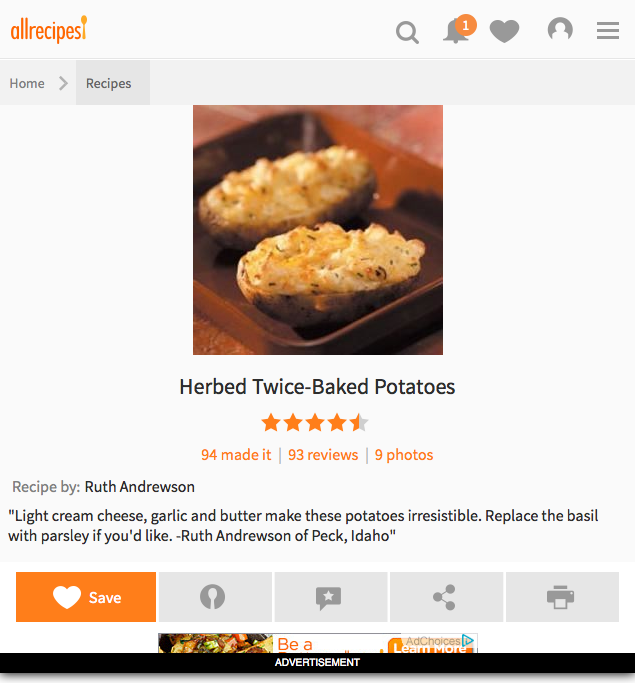 allrecipes
1
Home
Recipes
Herbed Twice-Baked Potatoes
94 made it | 93 reviews | 9 photos
Recipe by: Ruth Andrewson
"Light cream cheese, garlic and butter make these potatoes irresistible. Replace the basil
with parsley if you'd like. -Ruth Andrewson of Peck, Idaho"
Save
Be a
AdChoices
Learn More
ADVERTISEMENT